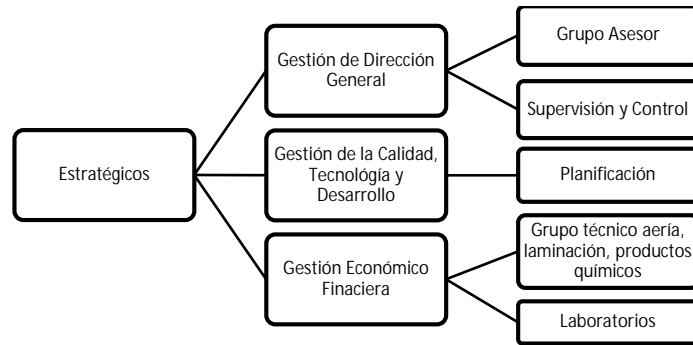 Estratégicos
Gestión de Dirección
General
Grupo Asesor
Supervisión y Control
Gestión de la Calidad,
Tecnológía y
Desarrollo
Planificación
Gestión Económico
Finaciera
Grupo técnico aería,
laminación, productos
químicos
Laboratorios